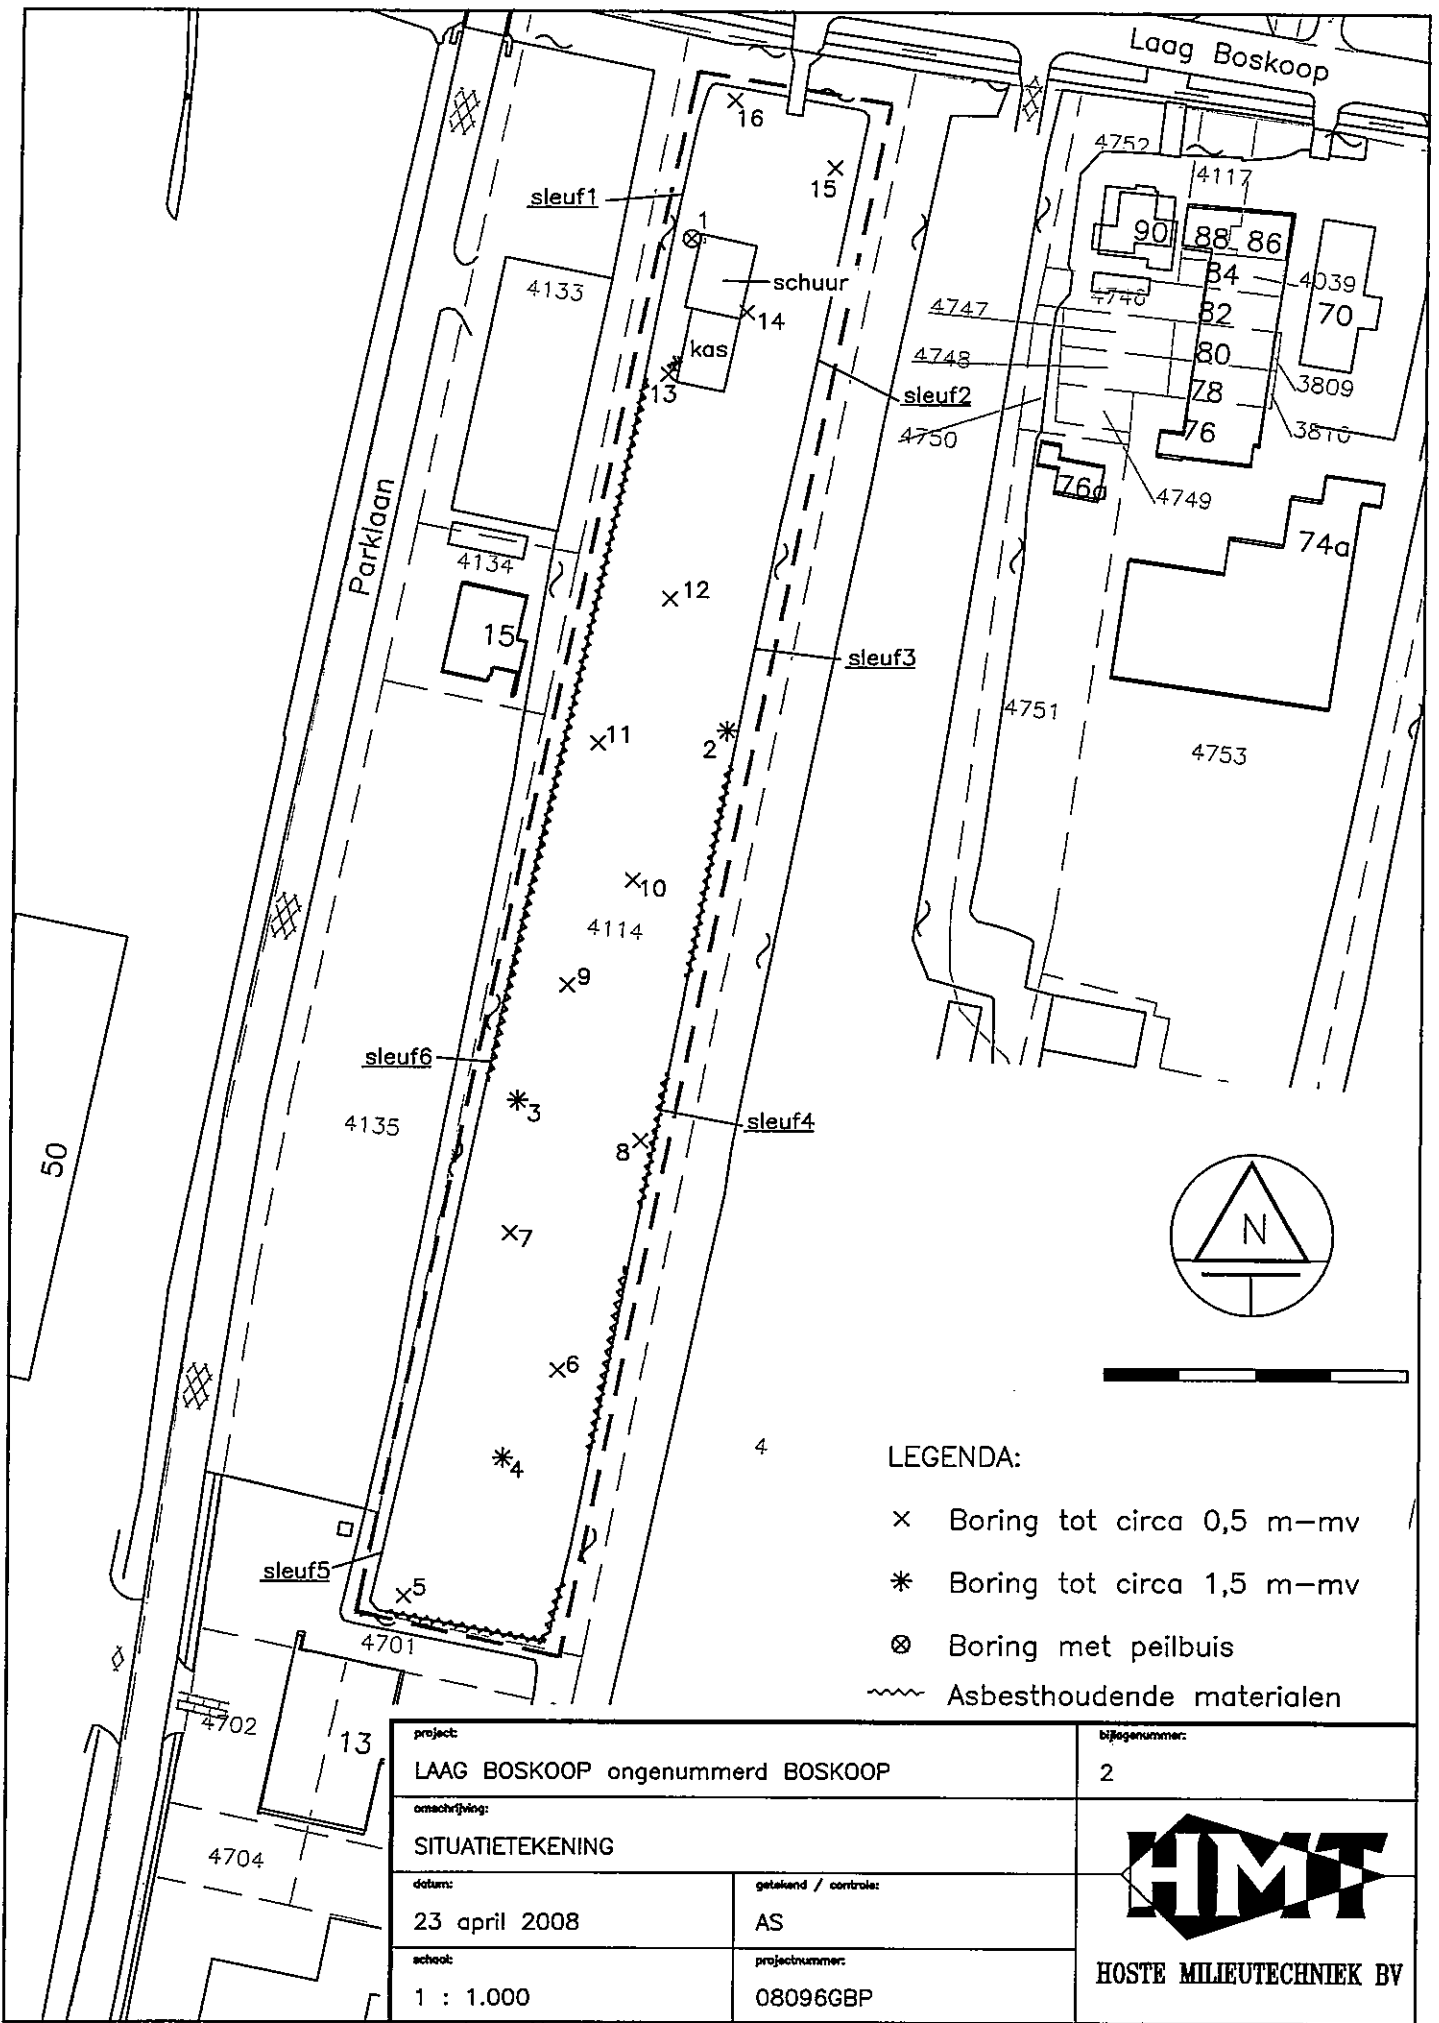 Laag Boskoop
16
15
sleuf1
1
schuur
14
kas
13
sleuf2
4133
Parklaan
4134
15
12
sleuf3
11
2
10
4114
9
sleuf6
3
4135
8
sleuf4
7
6
4
sleuf5
5
4701
50
4702
13
4704
4752
4117
90
88 86
84
4039
4746
82
70
4747
80
4748
78
3809
4750
76
3810
76a
4749
74a
4751
4753
N
4
LEGENDA:
× Boring tot circa 0,5 m-mv
Boring tot circa 1,5 m-mv
Boring met peilbuis
Asbesthoudende materialen
project:
LAAG BOSKOOP ongenummerd BOSKOOP
bijlagenummer:
2
omschrijving:
SITUATIETEKENING
datum:
23 april 2008
getekend / controle:
AS
schaal:
1 : 1.000
projectnummer:
08096GBP
HMT
HOSTE MILIEUTECHNIEK BV